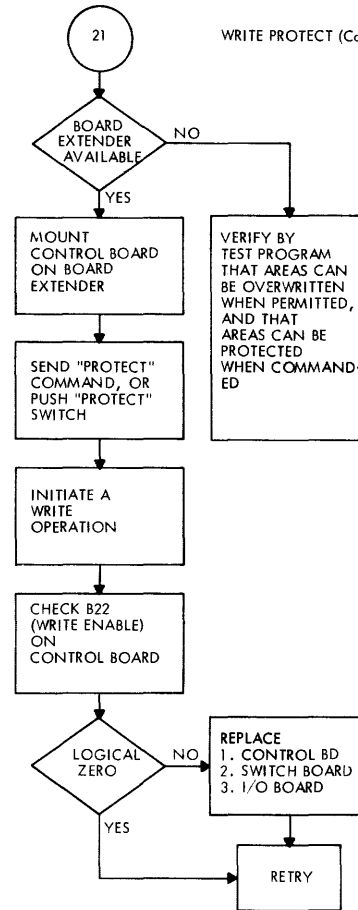 21
WRITE PROTECT
BOARD
EXTENDER
AVAILABLE
NO
YES
MOUNT
CONTROL BOARD
ON BOARD
EXTENDER
VERIFY BY
TEST PROGRAM
THAT AREAS CAN
BE OVERWRITTEN
WHEN PERMITTED,
AND THAT
AREAS CAN BE
PROTECTED
WHEN COMMAND-
ED
SEND "PROTECT"
COMMAND, OR
PUSH "PROTECT"
SWITCH
INITIATE A
WRITE
OPERATION
CHECK B22
(WRITE ENABLE)
ON
CONTROL BOARD
LOGICAL
ZERO
NO
YES
REPLACE
1. CONTROL BD
2. SWITCH BOARD
3. I/O BOARD
RETRY